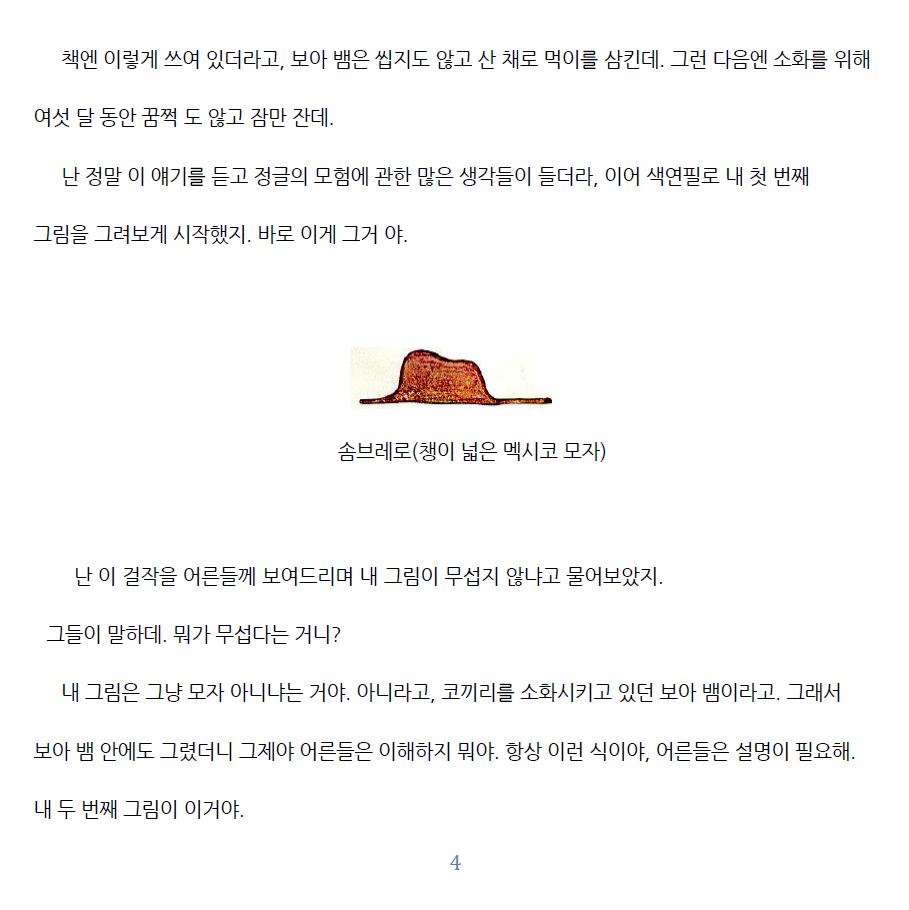 책엔 이렇게 쓰여 있더라고, 보아 뱀은 씹지도 않고 산 채로 먹이를 삼킨데. 그런 다음엔 소화를 위해
여섯 달 동안 꿈쩍 도 않고 잠만 잔데.
난 정말 이 얘기를 듣고 정글의 모험에 관한 많은 생각들이 들더라, 이어 색연필로 내 첫 번째
그림을 그려보게 시작했지. 바로 이게 그거 야.
솜브레로(챙이 넓은 멕시코 모자)
난 이 걸작을 어른들께 보여드리며 내 그림이 무섭지 않냐고 물어보았지.
그들이 말하데. 뭐가 무섭다는 거니?
내 그림은 그냥 모자 아니냐는 거야. 아니라고, 코끼리를 소화시키고 있던 보아 뱀이라고. 그래서
보아 뱀 안에도 그렸더니 그제야 어른들은 이해하지 뭐야. 항상 이런 식이야, 어른들은 설명이 필요해.
내 두 번째 그림이 이거야.
4